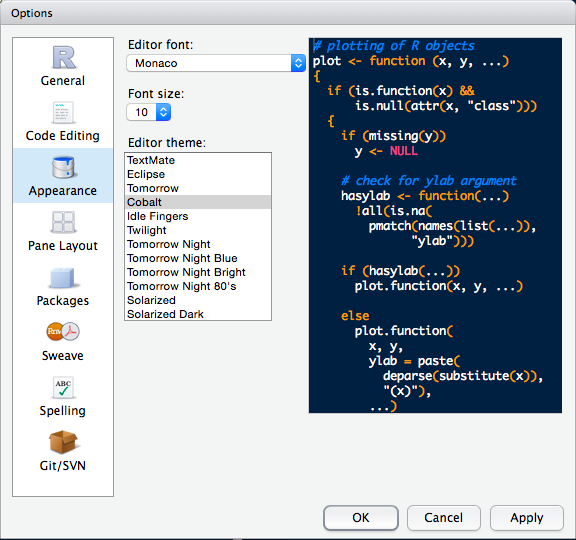 Options
R
General
Code Editing
Appearance
Pane Layout
Packages
Rnw
Sweave
ABC
Spelling
Git/SVN
Editor font:
Monaco
Font size:
10
Editor theme:
TextMate
Eclipse
Tomorrow
Cobalt
Idle Fingers
Twilight
Tomorrow Night
Tomorrow Night Blue
Tomorrow Night Bright
Tomorrow Night 80's
Solarized
Solarized Dark
# plotting of R objects
plot <- function (x, y, ...)
{
  if (is.function(x) &&
      is.null(attr(x, "class")))
  {
    if (missing(y))
      y <- NULL
    # check for ylab argument
    hasylab <- function(...)
      !all(is.na(
        pmatch(names(list(...)),
              "ylab")))
    if (hasylab(...))
      plot.function(x, y, ...)
    else
      plot.function(
        x, y,
        ylab = paste(
          deparse(substitute(x)),
          "(x)"),
        ...)
OK
Cancel
Apply